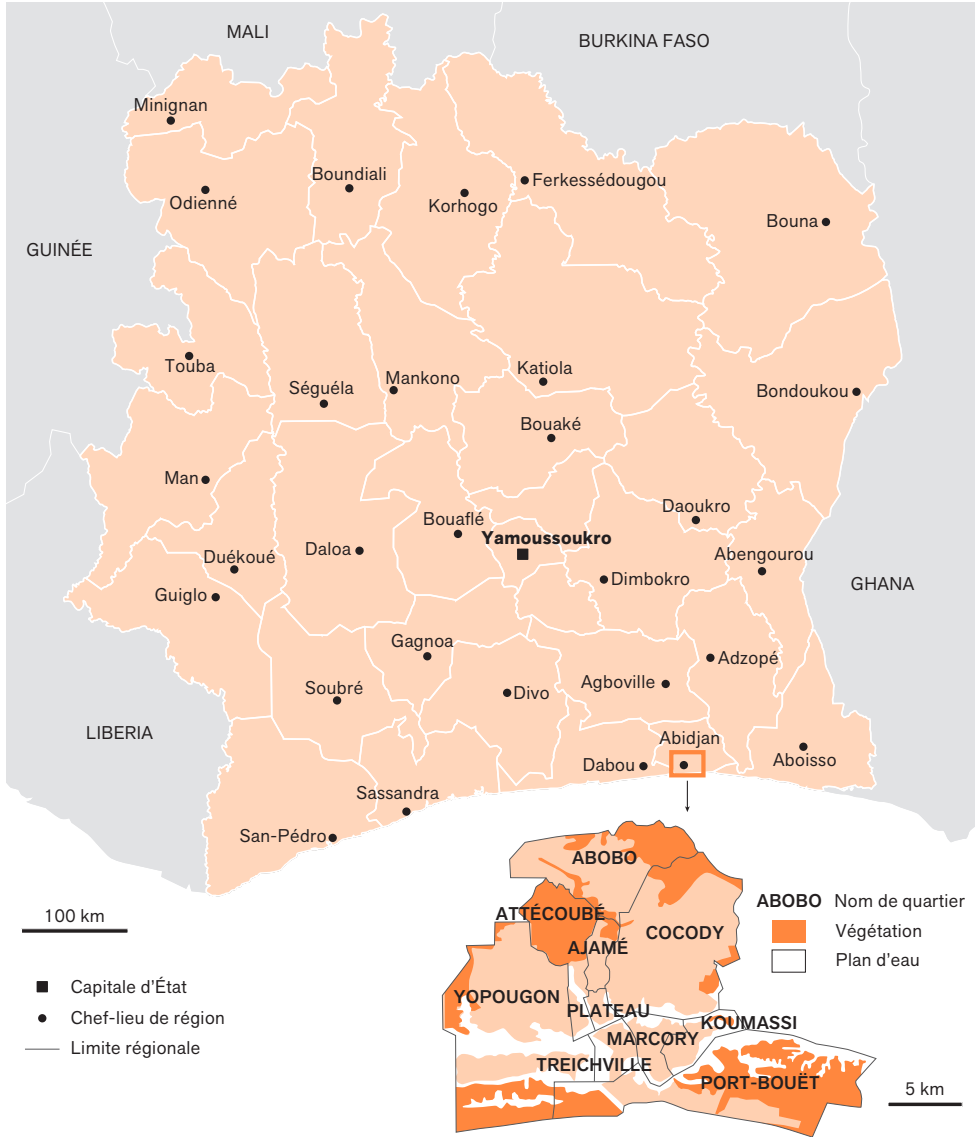 MALI
BURKINA FASO
Minignan
Boundiali
Ferkessédougou
Odienné
Korhogo
Bouna
GUINÉE
Touba
Séguéla
Mankono
Katiola
Bondoukou
Bouaké
Man
Daoukro
Bouaflé
Yamoussoukro
Daloa
Duékoué
Abengourou
Dimbokro
GHANA
Guiglo
Gagnoa
Adzopé
Soubré
Divo
Agboville
LIBERIA
Abidjan
Dabou
Aboisso
Sassandra
San-Pédro
100 km
Capitale d'État
Chef-lieu de région
Limite régionale
ABOBO
ATTÉCOUBÉ
AJAMÉ
COCODY
YOPOUGON
PLATEAU
KOUMASSI
MARCORY
TREICHVILLE
PORT-BOUËT
ABOBO Nom de quartier
Végétation
Plan d'eau
5 km